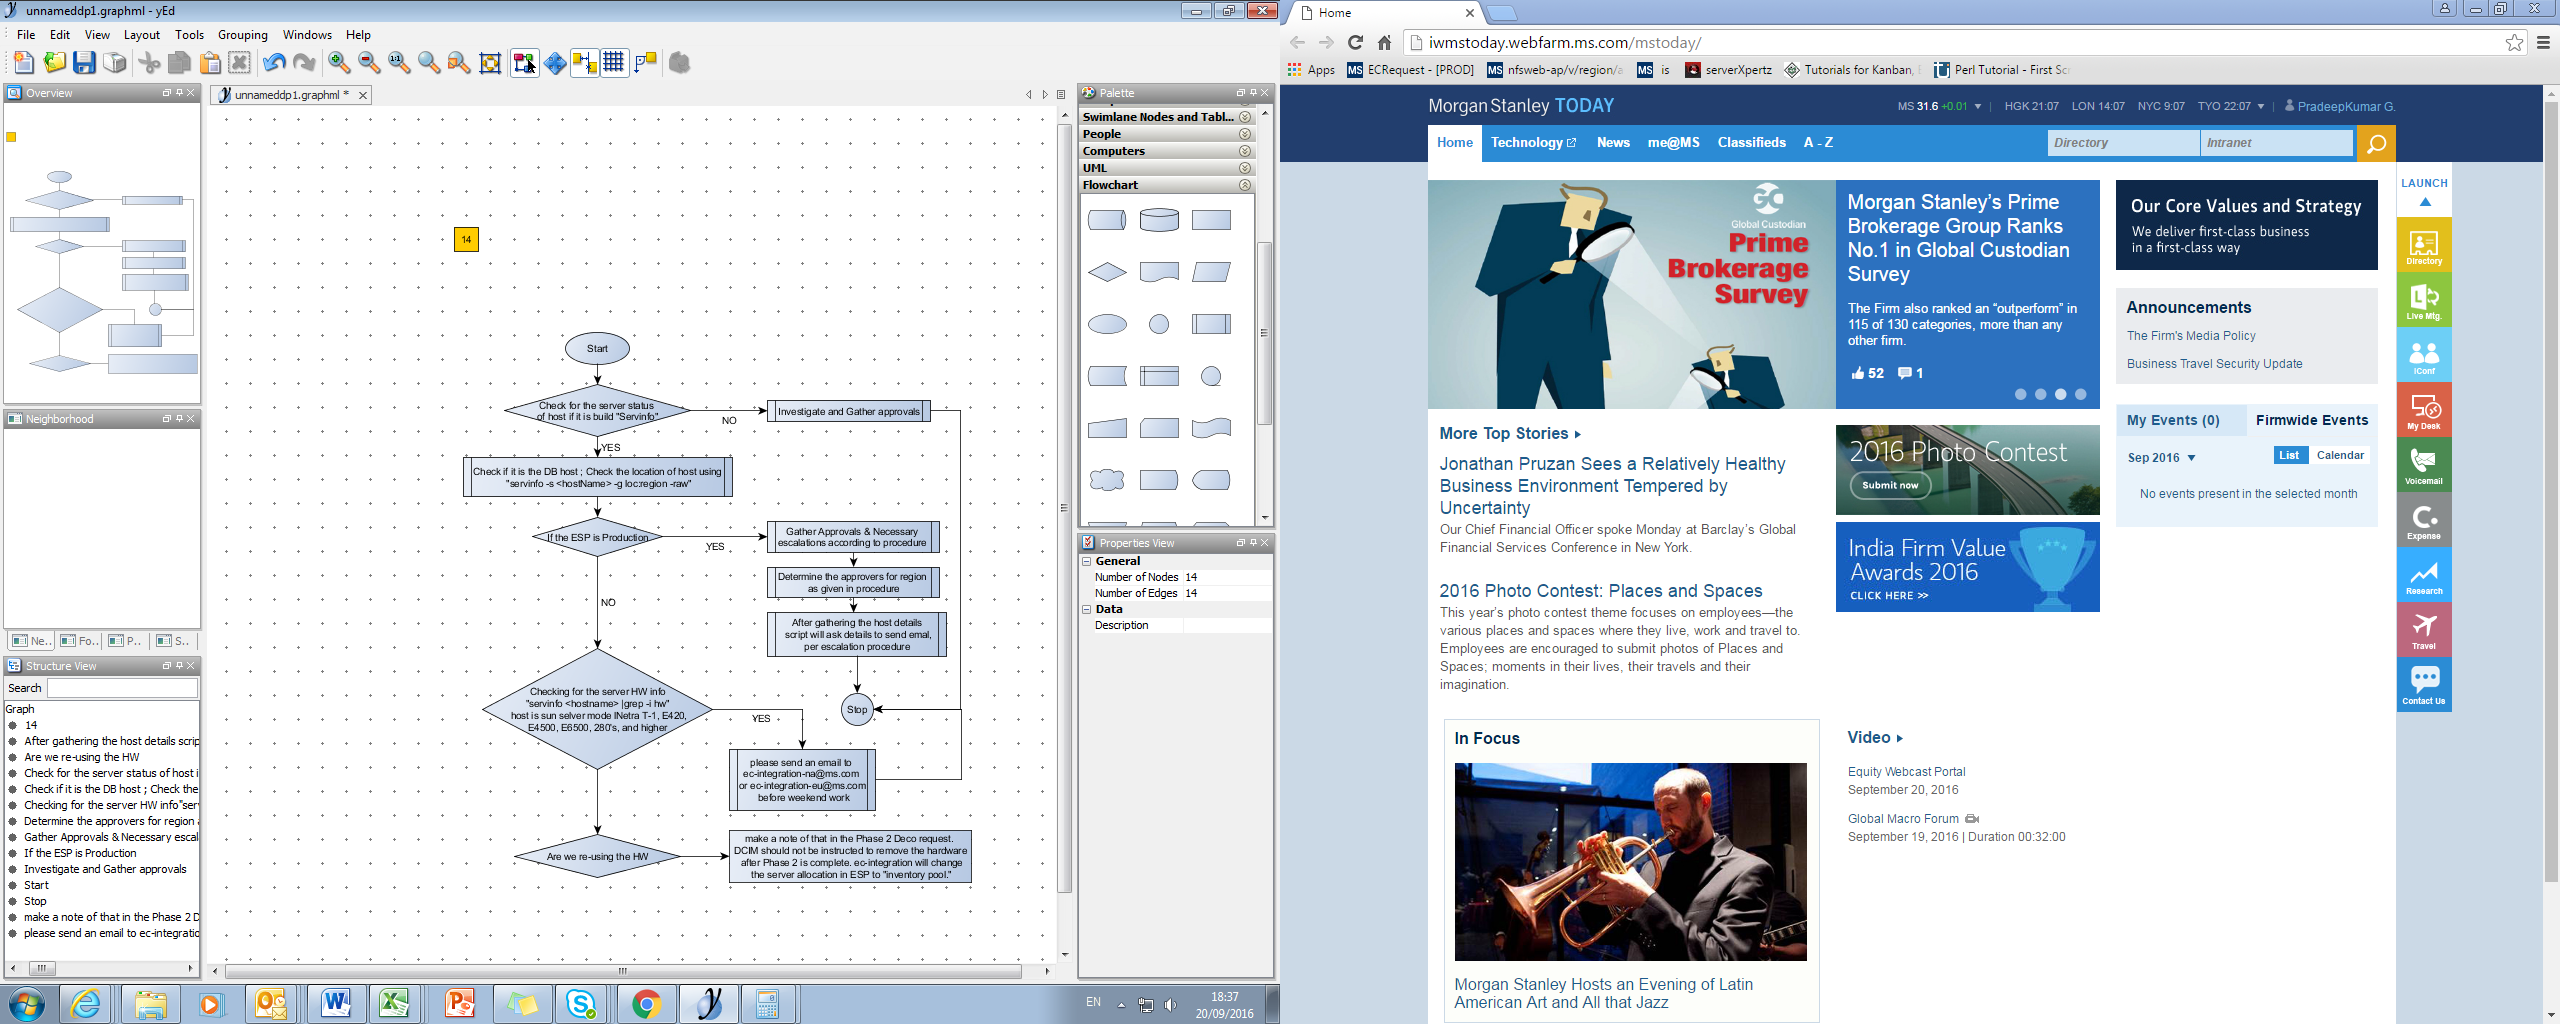 unnameddp1.graphml - yEd
File Edit View Layout Tools Grouping Windows Help
Overview
unnameddp1.graphml *
Neighborhood
Ne.. Fo.. P.. S..
Structure View
Search
Graph
14
After gathering the host details scrip
Are we re-using the HW
Check for the server status of host i
Check if it is the DB host ; Check the
Checking for the server HW info"ser
Determine the approvers for region
Gather Approvals & Necessary escal
If the ESP is Production
Investigate and Gather approvals
Start
Stop
make a note of that in the Phase 2 D
please send an email to ec-integratio
14
Start
Check for the server status
of host if it is build "Servinfo"
NO
Investigate and Gather approvals
YES
Check if it is the DB host ; Check the location of host using
"servinfo -s <hostName> -g loc:region -raw"
If the ESP is Production
YES
Gather Approvals & Necessary
escalations according to procedure
Determine the approvers for region
as given in procedure
NO
After gathering the host details
script will ask details to send emal,
per escalation procedure
Stop
Checking for the server HW info
"servinfo <hostname> |grep -i hw"
host is sun selver mode INetra T-1, E420,
E4500, E6500, 280's, and higher
YES
please send an email to
ec-integration-na@ms.com
or ec-integration-eu@ms.com
before weekend work
Are we re-using the HW
make a note of that in the Phase 2 Deco request.
DCIM should not be instructed to remove the hardware
after Phase 2 is complete. ec-integration will change
the server allocation in ESP to "inventory pool."
Palette
Swimlane Nodes and Tabl...
People
Computers
UML
Flowchart
Properties View
General
Number of Nodes 14
Number of Edges 14
Data
Description
EN
18:37
20/09/2016
Home
iwmstoday.webfarm.ms.com/mstoday/
Apps MS ECRequest - [PROD] MS nfsweb-ap/v/region/a MS is serverXpertz Tutorials for Kanban, Perl Tutorial - First Sc
Morgan Stanley TODAY
MS 31.6 +0.01 HGK 21:07 LON 14:07 NYC 9:07 TYO 22:07 PradeepKumar G.
Home Technology News me@MS Classifieds A - Z
Directory Intranet
Global Custodian
Prime
Brokerage
Survey
Morgan Stanley's Prime
Brokerage Group Ranks
No.1 in Global Custodian
Survey
The Firm also ranked an “outperform” in
115 of 130 categories, more than any
other firm.
52 1
Our Core Values and Strategy
We deliver first-class business
in a first-class way
Announcements
The Firm's Media Policy
Business Travel Security Update
My Events (0) Firmwide Events
Sep 2016
List Calendar
No events present in the selected month
LAUNCH
Directory
Live Mtg.
iConf
My Desk
Voicemail
Expense
Research
Travel
Contact Us
More Top Stories
Jonathan Pruzan Sees a Relatively Healthy
Business Environment Tempered by
Uncertainty
Our Chief Financial Officer spoke Monday at Barclay's Global
Financial Services Conference in New York.
2016 Photo Contest: Places and Spaces
This year's photo contest theme focuses on employees—the
various places and spaces where they live, work and travel to.
Employees are encouraged to submit photos of Places and
Spaces; moments in their lives, their travels and their
imagination.
2016 Photo Contest
Submit now
India Firm Value
Awards 2016
CLICK HERE >>
In Focus
Morgan Stanley Hosts an Evening of Latin
American Art and All that Jazz
Video
Equity Webcast Portal
September 20, 2016
Global Macro Forum
September 19, 2016 | Duration 00:32:00